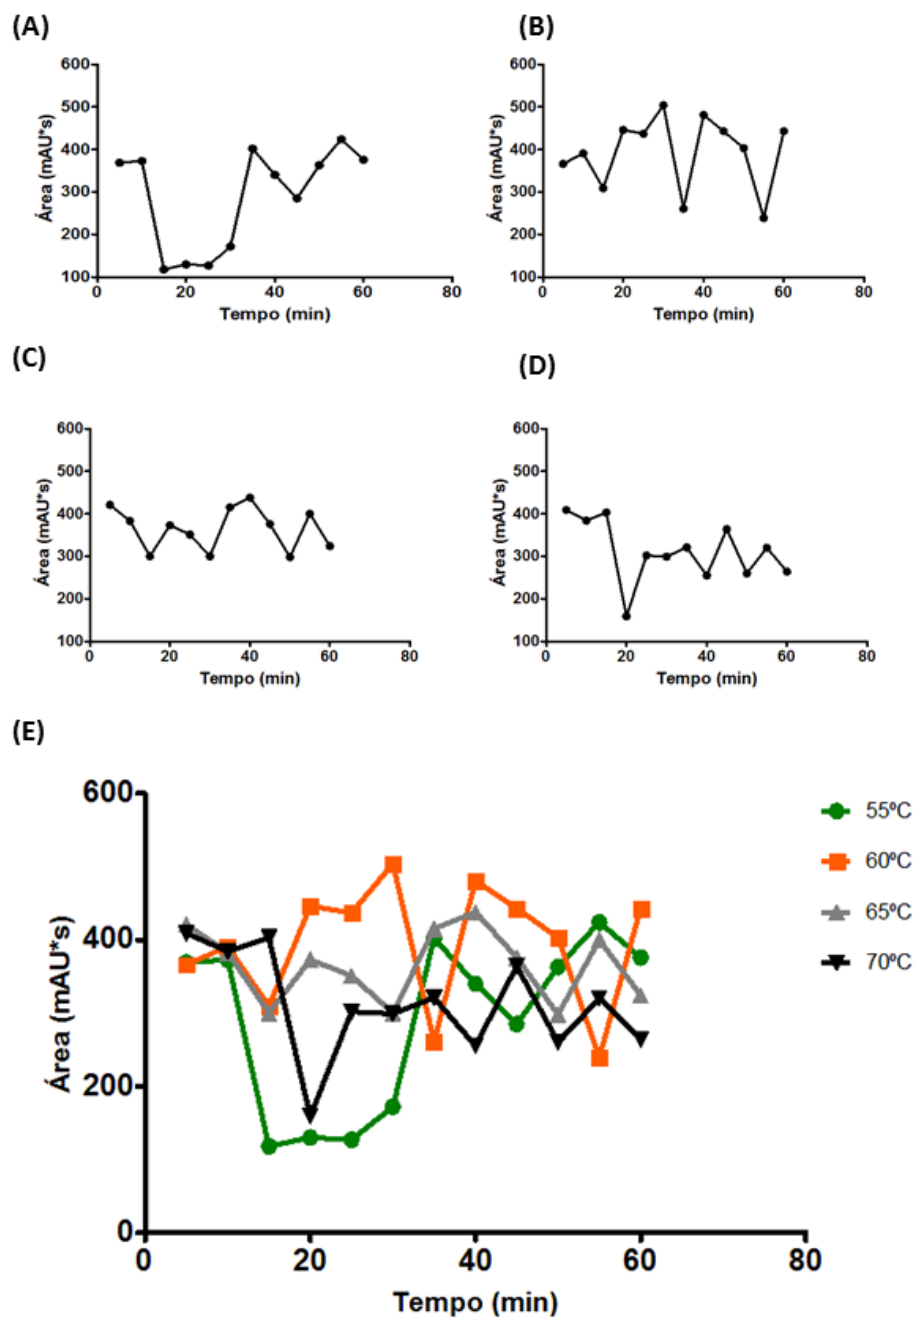 (A)
600
500
400
300
200
100
0 20 40 60 80
Área (mAU*s)
Tempo (min)
(B)
600
500
400
300
200
100
0 20 40 60 80
Área (mAU*s)
Tempo (min)
(C)
600
500
400
300
200
100
0 20 40 60 80
Área (mAU*s)
Tempo (min)
(D)
600
500
400
300
200
100
0 20 40 60 80
Área (mAU*s)
Tempo (min)
(E)
600
400
200
0
0 20 40 60 80
Área (mAU*s)
Tempo (min)
55ºC
60ºC
65ºC
70ºC